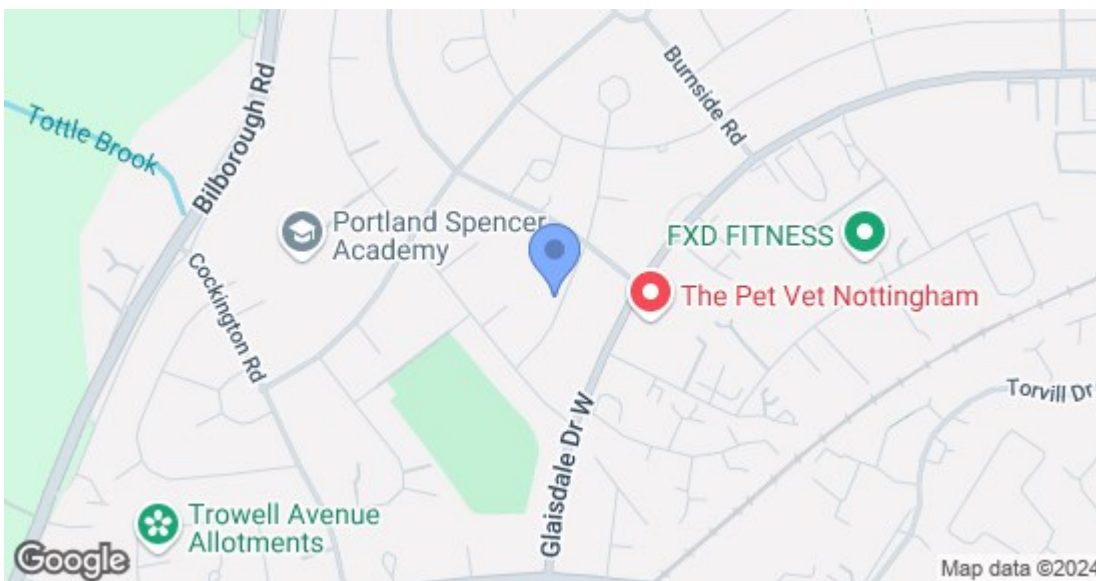 Bilborough Rd
Tottle Brook
Burnside Rd
Portland Spencer
Academy
FXD FITNESS
Cockington Rd
The Pet Vet Nottingham
Torvill Dr
Glaisdale Dr W
Trowell Avenue
Allotments
Google
Map data ©2024